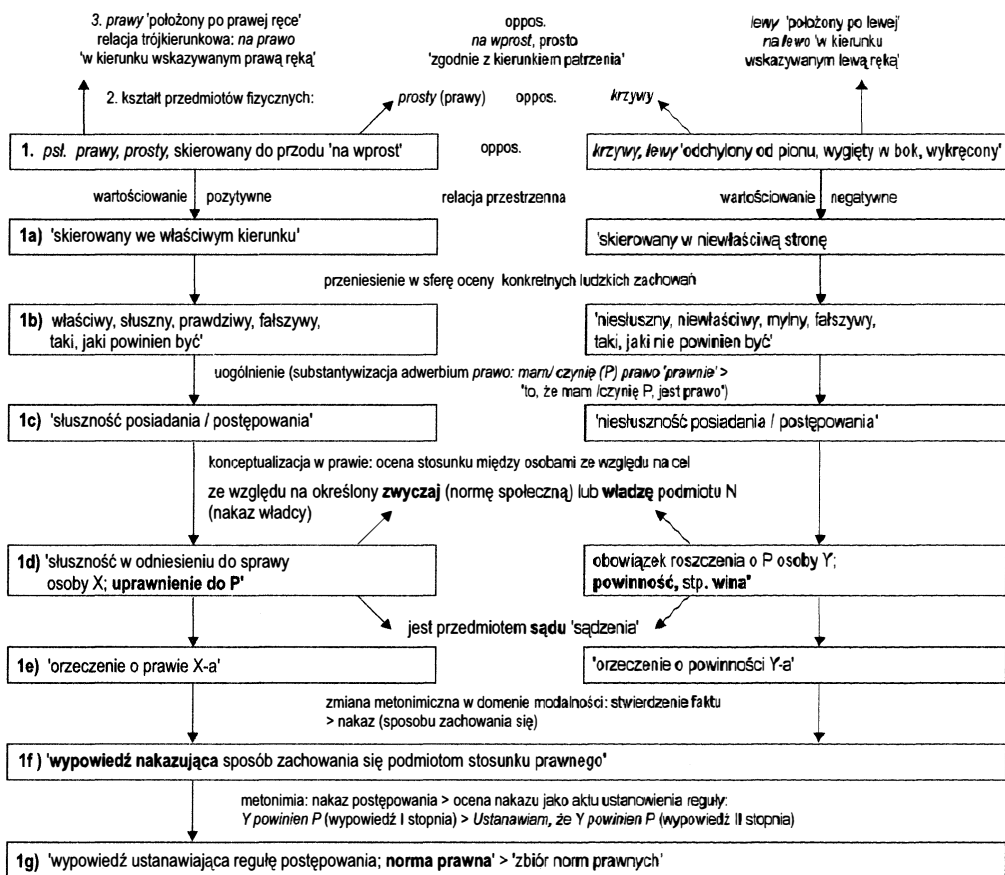 3. prawy 'położony po prawej ręce'
relacja trójkierunkowa: na prawo
'w kierunku wskazywanym prawą ręką'
oppos.
na wprost, prosto
'zgodnie z kierunkiem patrzenia'
lewy 'położony po lewej'
na lewo 'w kierunku
wskazywanym lewą ręką'
2. kształt przedmiotów fizycznych:
prosty (prawy) oppos. krzywy
1. psł. prawy, prosty, skierowany do przodu 'na wprost'
oppos.
krzywy, lewy 'odchylony od pionu, wygięty w bok, wykręcony'
wartościowanie pozytywne
relacja przestrzenna
wartościowanie negatywne
1a) 'skierowany we właściwym kierunku'
'skierowany w niewłaściwą stronę
przeniesienie w sferę oceny konkretnych ludzkich zachowań
1b) właściwy, słuszny, prawdziwy, fałszywy,
taki, jaki powinien być'
'niesłuszny, niewłaściwy, mylny, fałszywy,
taki, jaki nie powinien być'
uogólnienie (substantywizacja adwerbium prawo: mam/ czynię (P) prawo 'prawnie' >
'to, że mam /czynię P, jest prawo')
1c) 'słuszność posiadania / postępowania'
'niesłuszność posiadania / postępowania'
konceptualizacja w prawie: ocena stosunku między osobami ze względu na cel
ze względu na określony zwyczaj (normę społeczną) lub władzę podmiotu N
(nakaz władcy)
1d) 'słuszność w odniesieniu do sprawy
osoby X; uprawnienie do P'
obowiązek roszczenia o P osoby Y;
powinność, stp. wina'
jest przedmiotem sądu 'sądzenia'
1e) 'orzeczenie o prawie X-a'
'orzeczenie o powinności Y-a'
zmiana metonimiczna w domenie modalności: stwierdzenie faktu
> nakaz (sposobu zachowania się)
1f ) 'wypowiedź nakazująca sposób zachowania się podmiotom stosunku prawnego'
metonimia: nakaz postępowania > ocena nakazu jako aktu ustanowienia reguły:
Y powinien P (wypowiedź I stopnia) > Ustanawiam, że Y powinien P (wypowiedź II stopnia)
1g) 'wypowiedź ustanawiająca regułę postępowania; norma prawna' > 'zbiór norm prawnych'